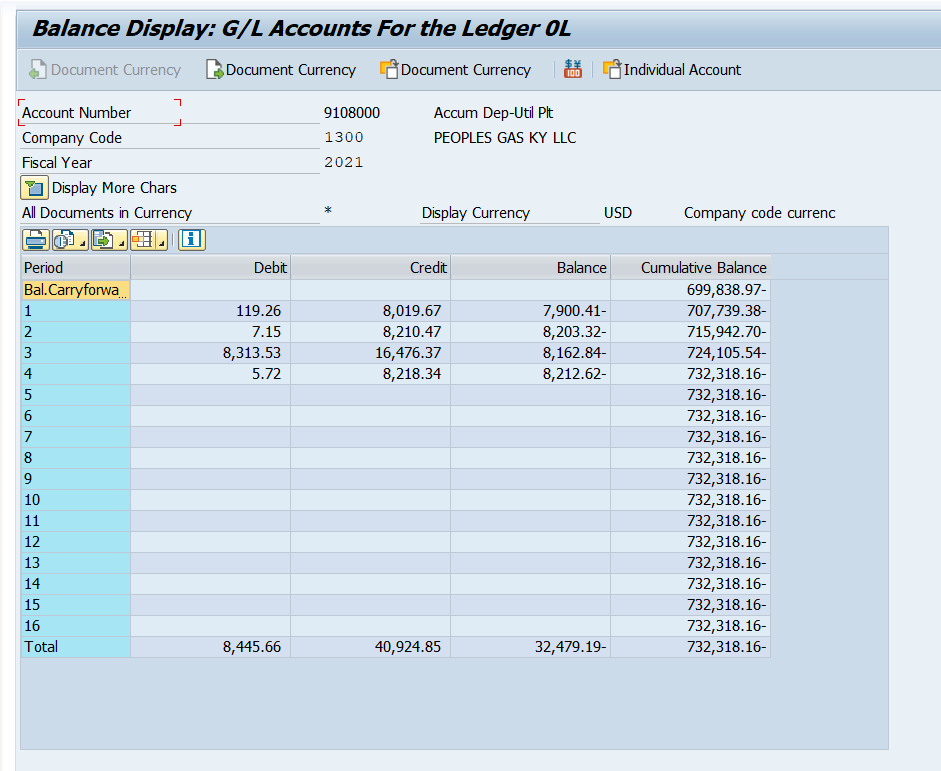 Balance Display: G/L Accounts For the Ledger 0L
Document Currency Document Currency Document Currency Individual Account
Account Number 9108000 Accum Dep-Util Plt
Company Code 1300 PEOPLES GAS KY LLC
Fiscal Year 2021
Display More Chars
All Documents in Currency * Display Currency USD Company code currenc
Period Debit Credit Balance Cumulative Balance
Bal.Carryforwa... 699,838.97-
1 119.26 8,019.67 7,900.41- 707,739.38-
2 7.15 8,210.47 8,203.32- 715,942.70-
3 8,313.53 16,476.37 8,162.84- 724,105.54-
4 5.72 8,218.34 8,212.62- 732,318.16-
5 732,318.16-
6 732,318.16-
7 732,318.16-
8 732,318.16-
9 732,318.16-
10 732,318.16-
11 732,318.16-
12 732,318.16-
13 732,318.16-
14 732,318.16-
15 732,318.16-
16 732,318.16-
Total 8,445.66 40,924.85 32,479.19- 732,318.16-